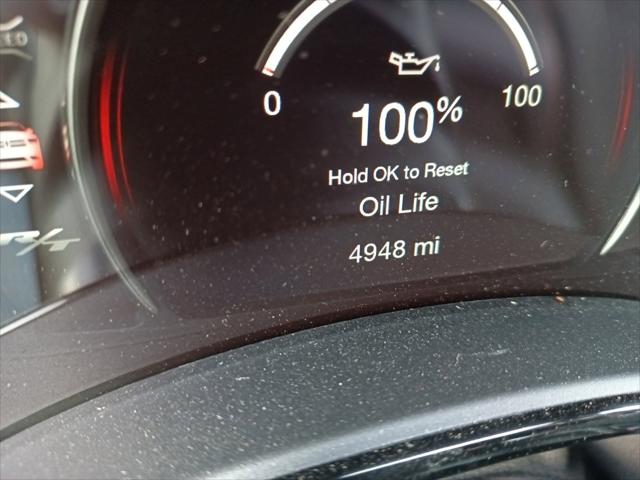 0
100
100%
Hold OK to Reset
Oil Life
4948 mi
R/T